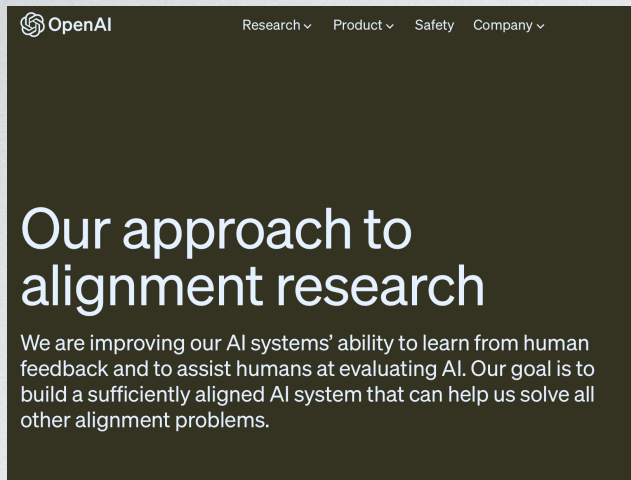 OpenAI Research Product Safety Company
Our approach to
alignment research
We are improving our AI systems’ ability to learn from human
feedback and to assist humans at evaluating AI. Our goal is to
build a sufficiently aligned AI system that can help us solve all
other alignment problems.